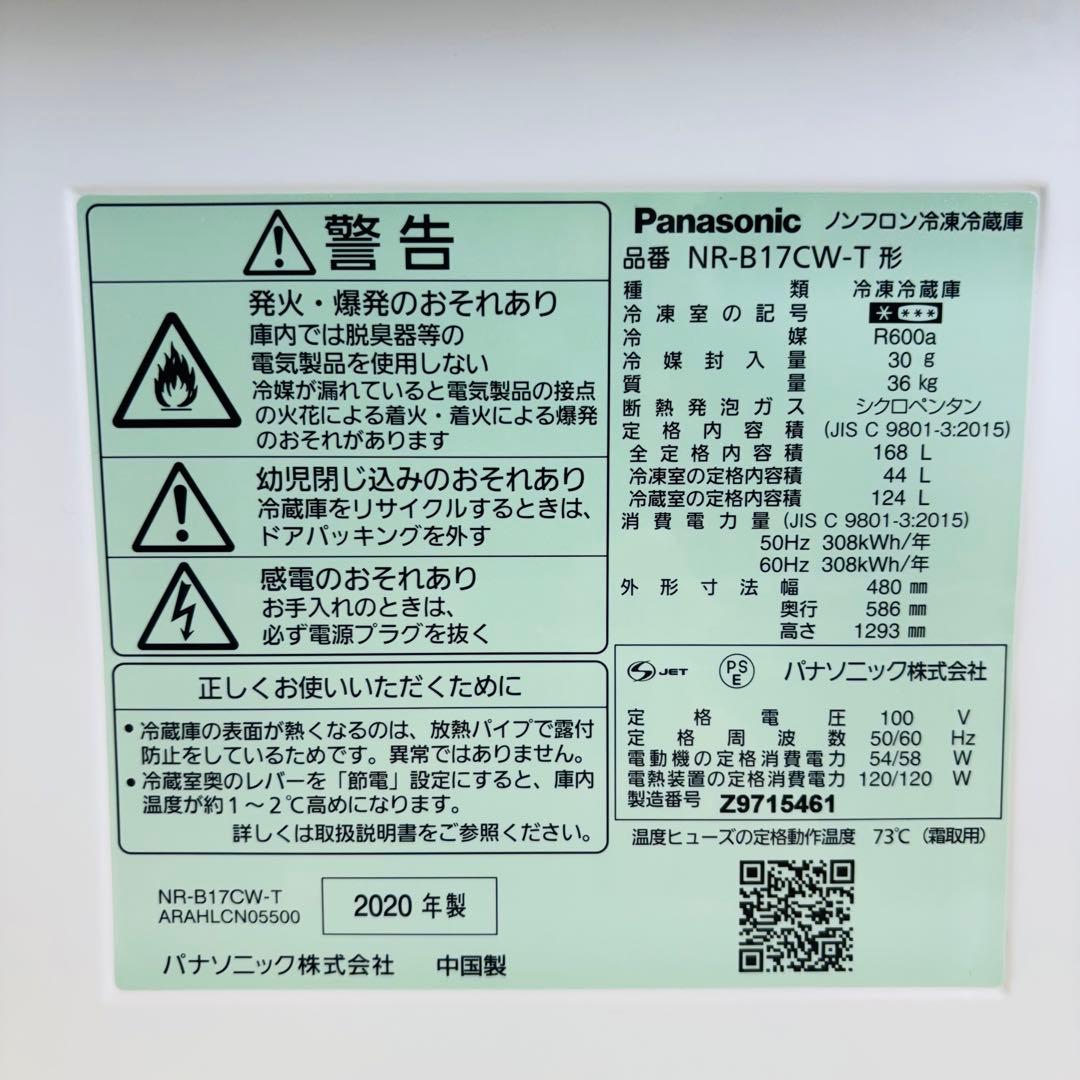 警告
発火・爆発のおそれあり
庫内では脱臭器等の
電気製品を使用しない
冷媒が漏れていると電気製品の接点
の火花による着火・着火による爆発
のおそれがあります
幼児閉じ込みのおそれあり
冷蔵庫をリサイクルするときは、
ドアパッキングを外す
感電のおそれあり
お手入れのときは、
必ず電源プラグを抜く
正しくお使いいただくために
• 冷蔵庫の表面が熱くなるのは、放熱パイプで露付
防止をしているためです。異常ではありません。
• 冷蔵室奥のレバーを「節電」設定にすると、庫内
温度が約1～2℃高めになります。
詳しくは取扱説明書をご参照ください。
NR-B17CW-T
ARAHLCN05500
2020 年製
パナソニック株式会社 中国製
Panasonic ノンフロン冷凍冷蔵庫
品番 NR-B17CW-T 形
種類 冷凍冷蔵庫
冷凍室の記号 * ***
冷媒 R600a
冷媒封入量 30 g
質量 36 kg
断熱発泡ガス シクロペンタン
定格内容積 (JIS C 9801-3:2015)
全定格内容積 168 L
冷凍室の定格内容積 44 L
冷蔵室の定格内容積 124 L
消費電力量 (JIS C 9801-3:2015)
50Hz 308kWh/年
60Hz 308kWh/年
外形寸法 幅 480 mm
奥行 586 mm
高さ 1293 mm
S JET PS E パナソニック株式会社
定格電圧 100 V
定格周波数 50/60 Hz
電動機の定格消費電力 54/58 W
電熱装置の定格消費電力 120/120 W
製造番号 Z9715461
温度ヒューズの定格動作温度 73℃（霜取用）